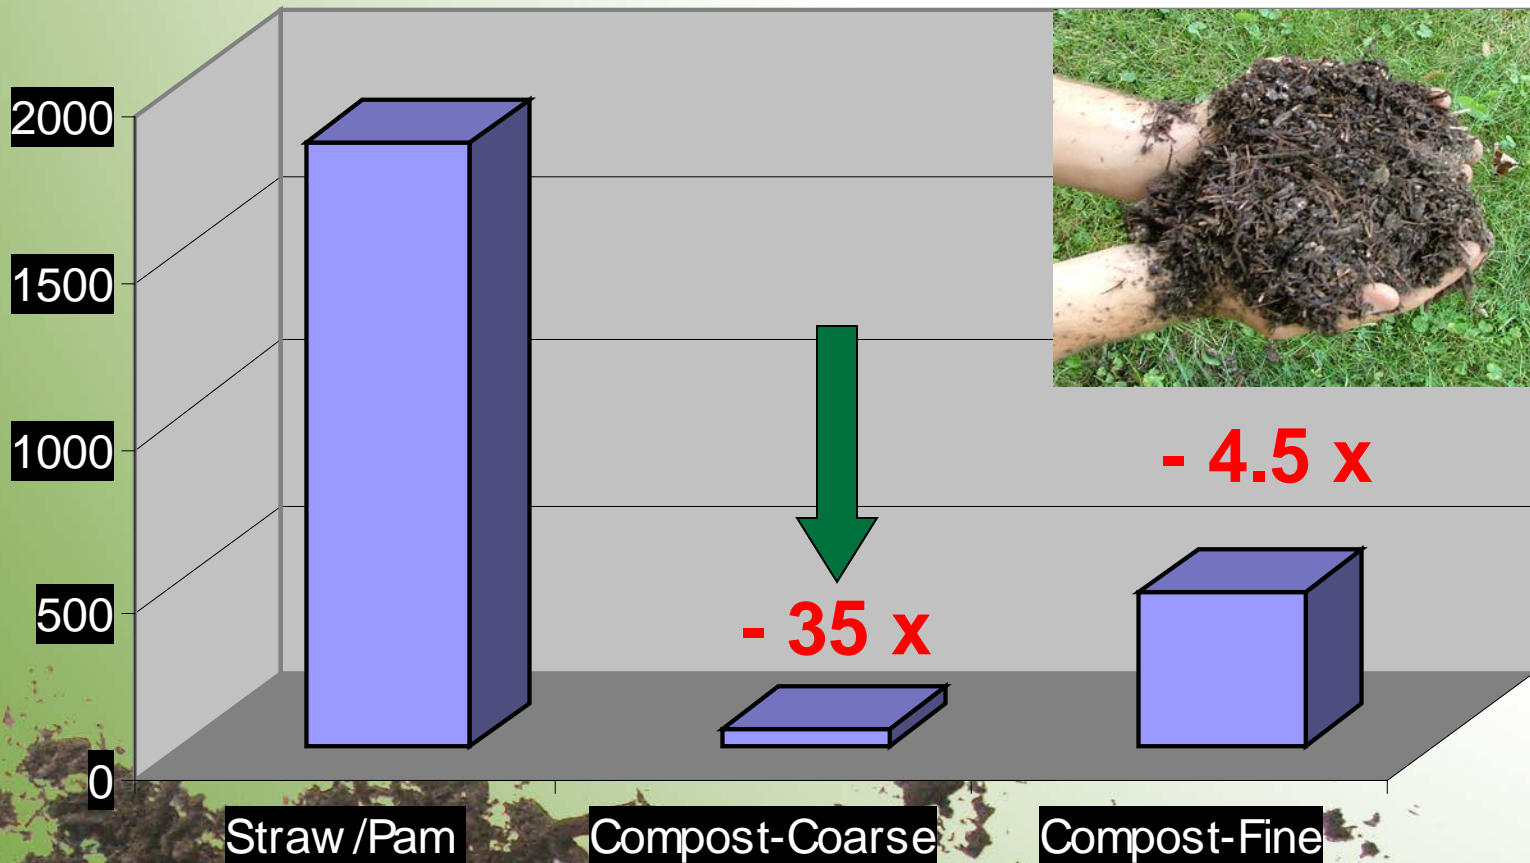 2000
1500
1000
500
0
- 35 x
- 4.5 x
Straw/Pam
Compost-Coarse
Compost-Fine